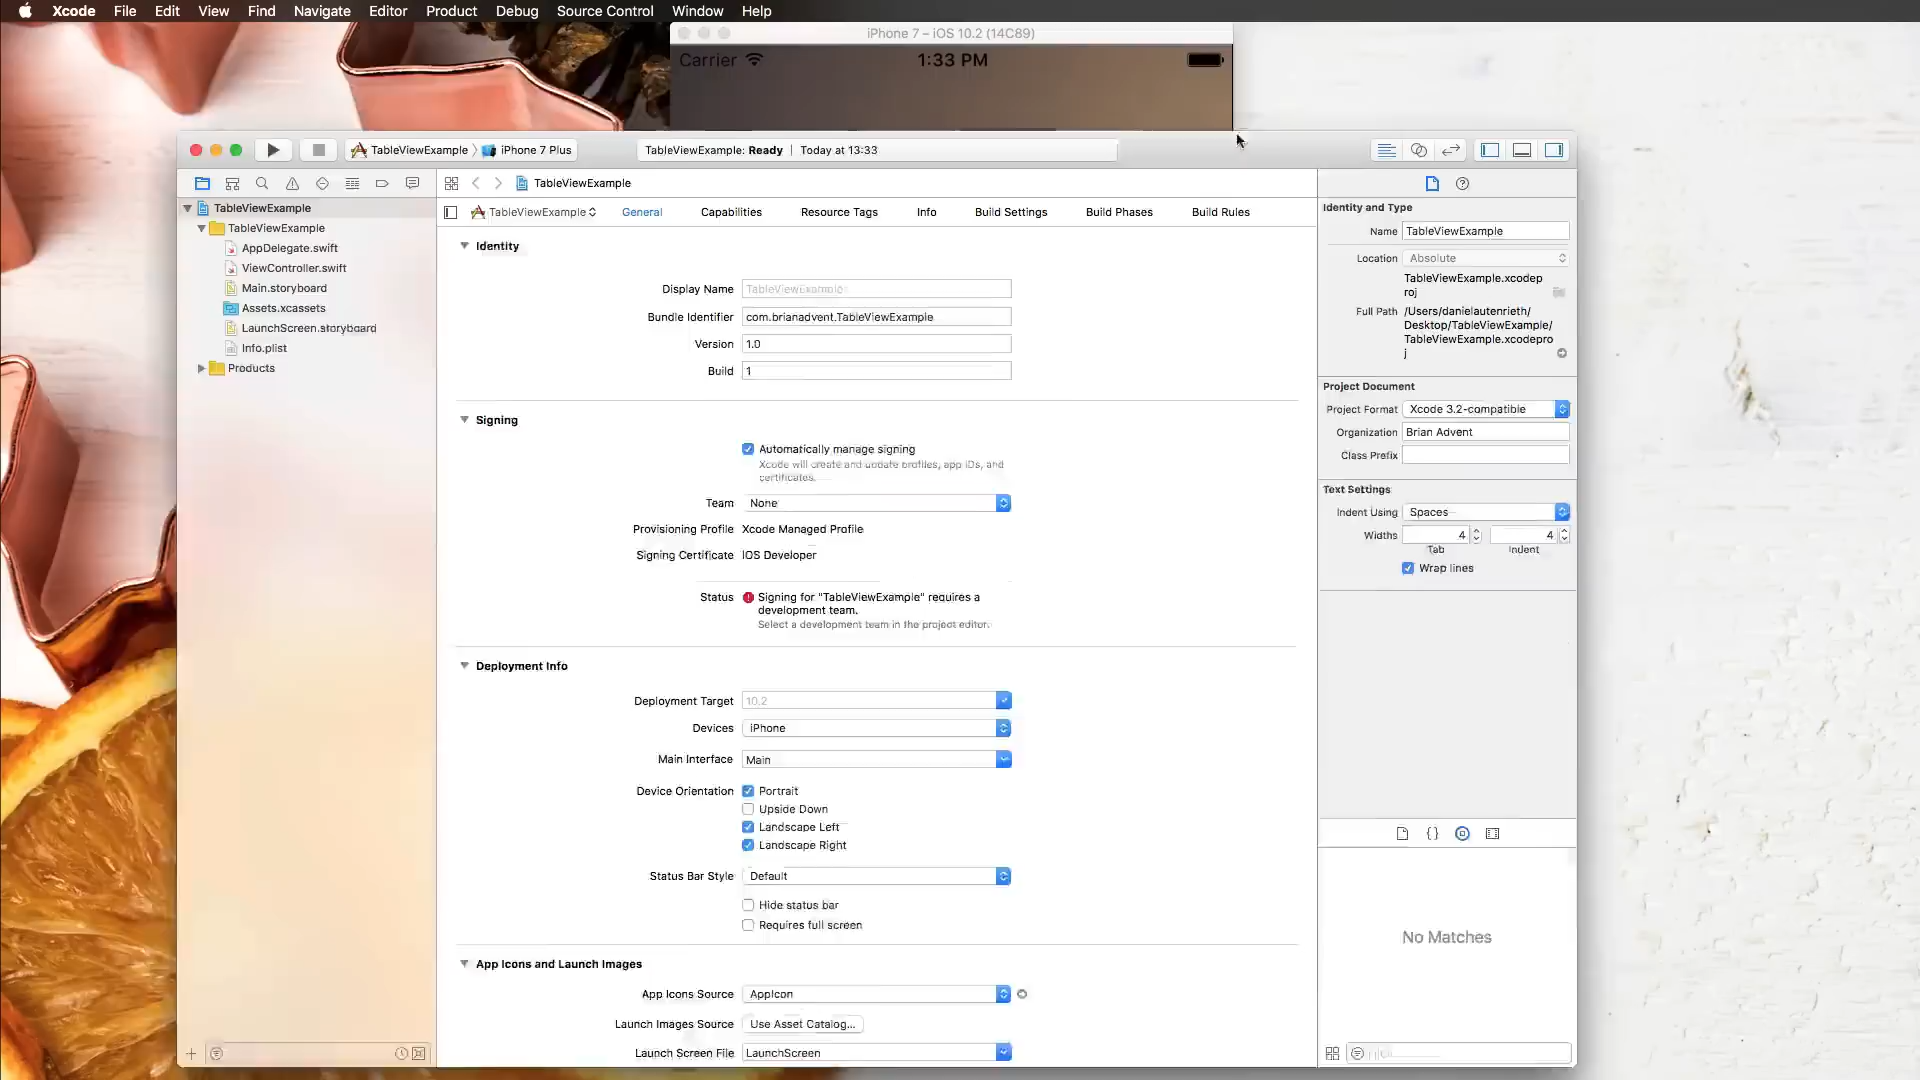 Xcode File Edit View Find Navigate Editor Product Debug Source Control Window Help
iPhone 7 – iOS 10.2 (14C89)
Carrier 1:33 PM
TableViewExample iPhone 7 Plus
TableViewExample: Ready | Today at 13:33
TableViewExample
TableViewExample
TableViewExample
AppDelegate.swift
ViewController.swift
Main.storyboard
Assets.xcassets
LaunchScreen.storyboard
Info.plist
Products
TableViewExample General Capabilities Resource Tags Info Build Settings Build Phases Build Rules
Identity
Display Name TableViewExample
Bundle Identifier com.brianadvent.TableViewExample
Version 1.0
Build 1
Signing
Automatically manage signing
Xcode will create and update profiles, app IDs, and
certificates.
Team None
Provisioning Profile Xcode Managed Profile
Signing Certificate iOS Developer
Status Signing for "TableViewExample" requires a
development team.
Select a development team in the project editor.
Deployment Info
Deployment Target 10.2
Devices iPhone
Main Interface Main
Device Orientation Portrait
Upside Down
Landscape Left
Landscape Right
Status Bar Style Default
Hide status bar
Requires full screen
App Icons and Launch Images
App Icons Source AppIcon
Launch Images Source Use Asset Catalog...
Launch Screen File LaunchScreen
Identity and Type
Name TableViewExample
Location Absolute
TableViewExample.xcodep
roj
Full Path /Users/danielautenrieth/
Desktop/TableViewExample/
TableViewExample.xcodepro
j
Project Document
Project Format Xcode 3.2-compatible
Organization Brian Advent
Class Prefix
Text Settings
Indent Using Spaces
Widths 4 4
Tab Indent
Wrap lines
No Matches